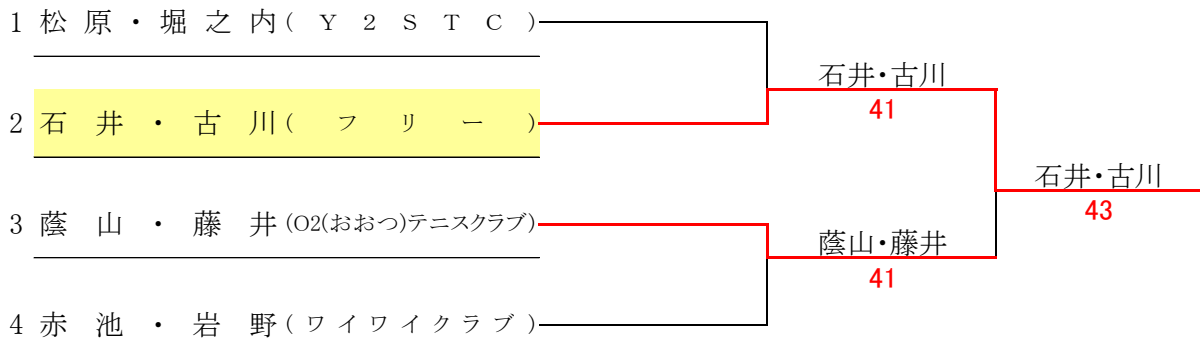 1 松原・堀之内(Y2STC)
石井・古川
41
2 石井・古川(フリー)
石井・古川
43
3 蔭山・藤井(O2(おおつ)テニスクラブ)
蔭山・藤井
41
4 赤池・岩野(ワイワイクラブ)